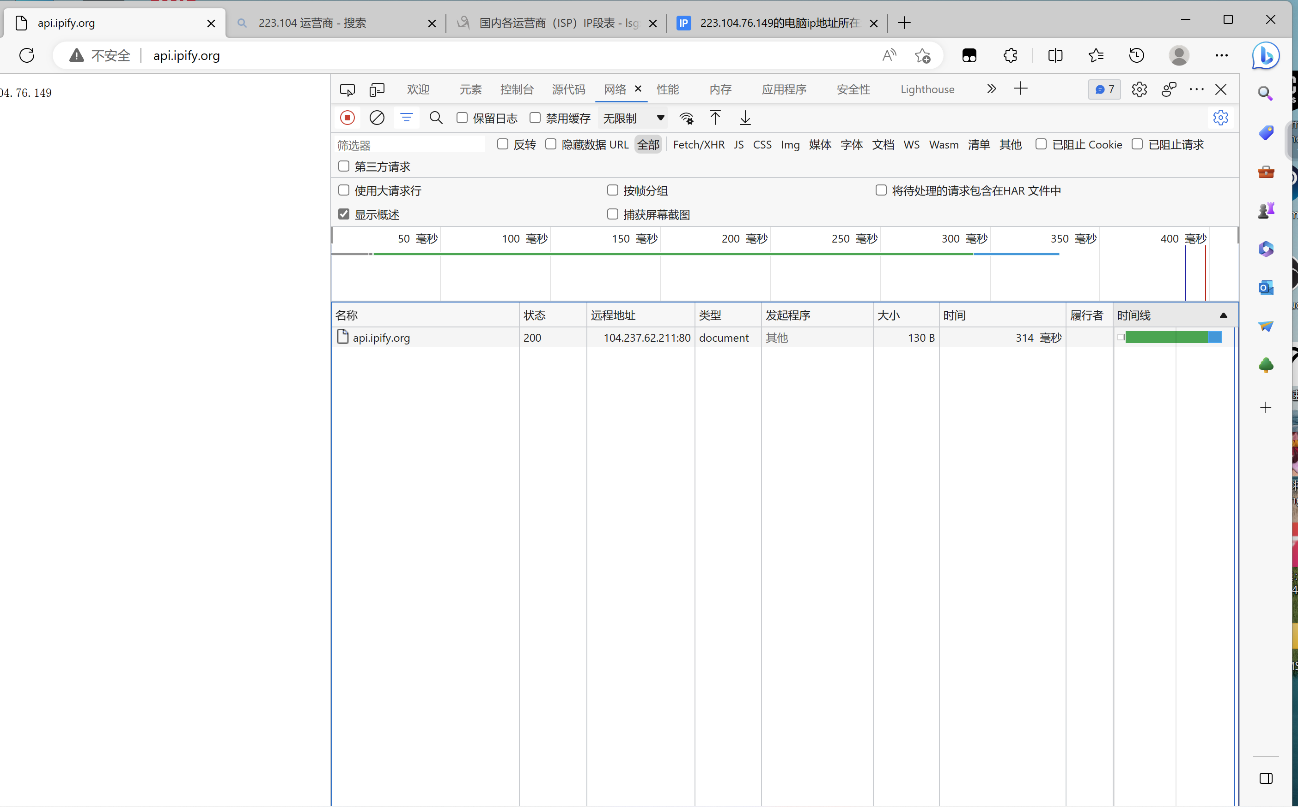 api.ipify.org
223.104 运营商 - 搜索
国内各运营商（ISP）IP段表 - lsg
IP
223.104.76.149的电脑ip地址所在
不安全
api.ipify.org
04.76.149
欢迎
元素
控制台
源代码
网络
性能
内存
应用程序
安全性
Lighthouse
7
保留日志
禁用缓存
无限制
筛选器
反转
隐藏数据 URL
全部
Fetch/XHR
JS
CSS
Img
媒体
字体
文档
WS
Wasm
清单
其他
已阻止 Cookie
已阻止请求
第三方请求
使用大请求行
按帧分组
将待处理的请求包含在HAR 文件中
显示概述
捕获屏幕截图
50 毫秒
100 毫秒
150 毫秒
200 毫秒
250 毫秒
300 毫秒
350 毫秒
400 毫秒
名称
状态
远程地址
类型
发起程序
大小
时间
履行者
时间线
api.ipify.org
200
104.237.62.211:80
document
其他
130 B
314 毫秒